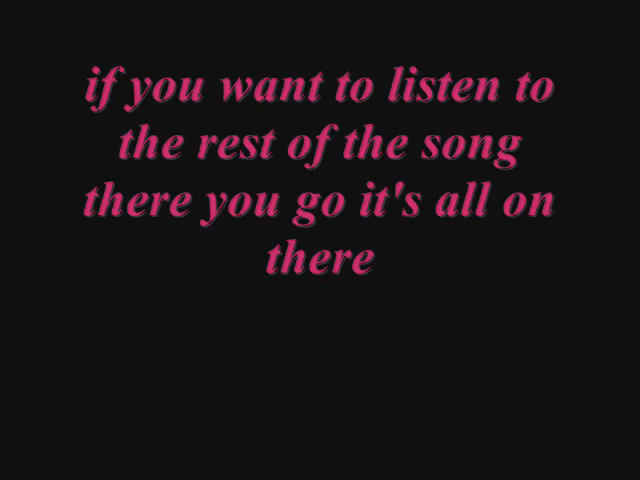 if you want to listen to
the rest of the song
there you go it's all on
there